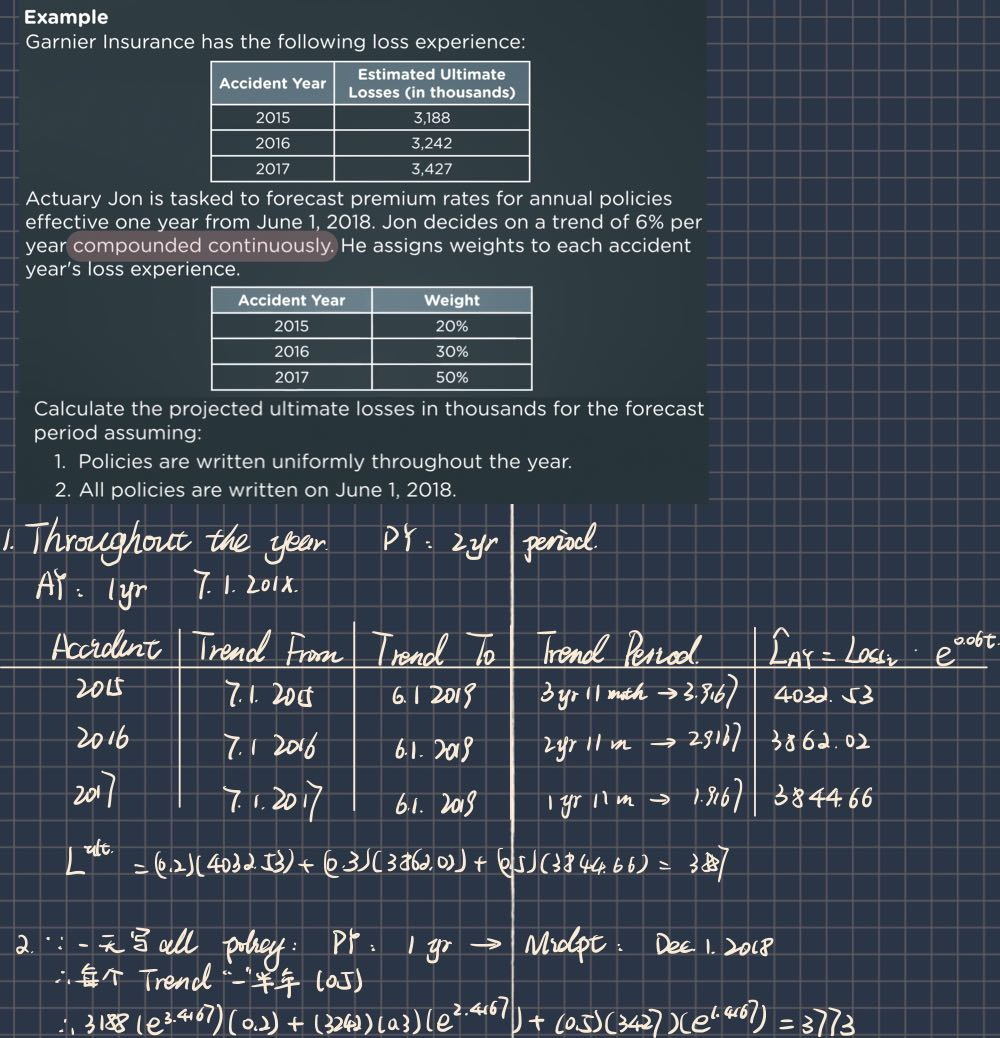 Example
Garnier Insurance has the following loss experience:
Accident Year | Estimated Ultimate Losses (in thousands)
2015 | 3,188
2016 | 3,242
2017 | 3,427
Actuary Jon is tasked to forecast premium rates for annual policies
effective one year from June 1, 2018. Jon decides on a trend of 6% per
year compounded continuously. He assigns weights to each accident
year's loss experience.
Accident Year | Weight
2015 | 20%
2016 | 30%
2017 | 50%
Calculate the projected ultimate losses in thousands for the forecast
period assuming:
1. Policies are written uniformly throughout the year.
2. All policies are written on June 1, 2018.
1. Throughout the year. PY: 2yr period.
AY: 1yr 7.1.201X.
Accident | Trend From | Trend To | Trend Period. | L̂_AY = Loss_i · e^0.06t
2015 | 7.1.2015 | 6.1 2019 | 3yr 11 mth → 3.9167 | 4032.53
2016 | 7.1 2016 | 6.1. 2019 | 2yr 11 m → 2.9167 | 3862.02
2017 | 7.1.2017 | 6.1. 2019 | 1 yr 11 m → 1.9167 | 3844.66
L^ult. = (0.2)(4032.53) + (0.3)(3862.02) + (0.5)(3844.66) = 3887
2. ∵ 一天写 all policy: PY: 1 yr → Midpt: Dec 1. 2018
∴ 每个 Trend "-" 半年 (0.5)
∴ 3188 (e^3.4167)(0.2) + (3242)(0.3)(e^2.4167) + (0.5)(3427)(e^1.4167) = 3773